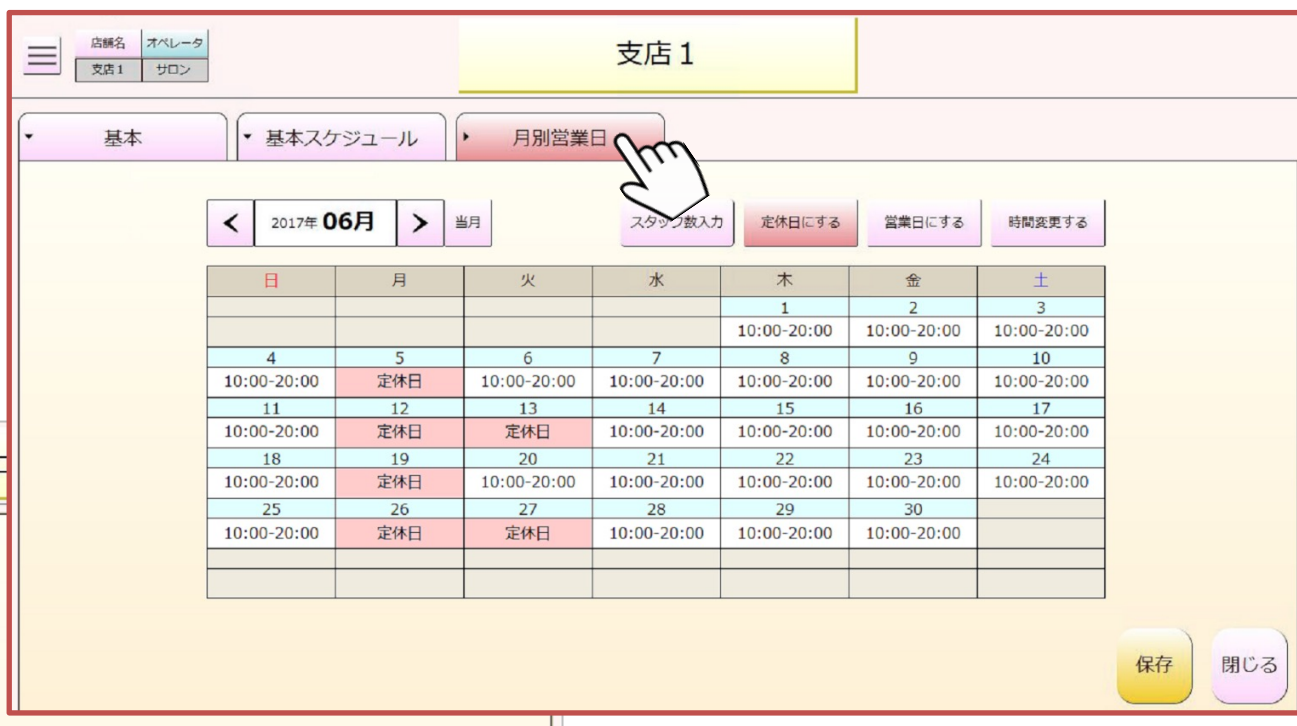 店舗名 オペレータ
支店1 サロン
支店1
基本 基本スケジュール 月別営業日
< 2017年 06月 > 当月 スタッフ数入力 定休日にする 営業日にする 時間変更する
日 月 火 水 木 金 土
1 2 3
10:00-20:00 10:00-20:00 10:00-20:00
4 5 6 7 8 9 10
10:00-20:00 定休日 10:00-20:00 10:00-20:00 10:00-20:00 10:00-20:00 10:00-20:00
11 12 13 14 15 16 17
10:00-20:00 定休日 定休日 10:00-20:00 10:00-20:00 10:00-20:00 10:00-20:00
18 19 20 21 22 23 24
10:00-20:00 定休日 10:00-20:00 10:00-20:00 10:00-20:00 10:00-20:00 10:00-20:00
25 26 27 28 29 30
10:00-20:00 定休日 定休日 10:00-20:00 10:00-20:00 10:00-20:00
保存 閉じる